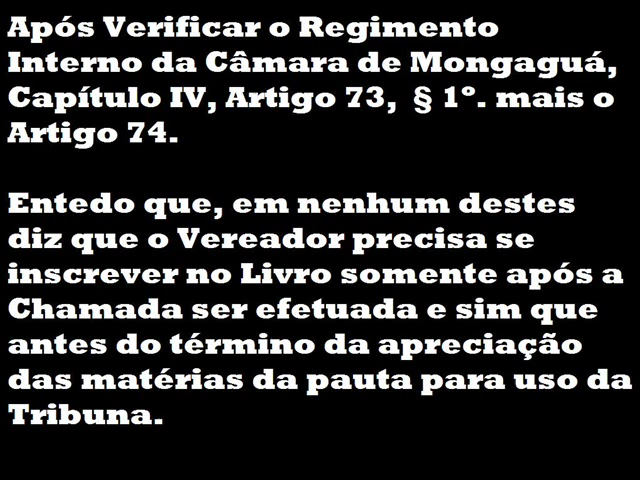 Após Verificar o Regimento
Interno da Câmara de Mongaguá,
Capítulo IV, Artigo 73,  § 1º. mais o
Artigo 74.
Entedo que, em nenhum destes
diz que o Vereador precisa se
inscrever no Livro somente após a
Chamada ser efetuada e sim que
antes do término da apreciação
das matérias da pauta para uso da
Tribuna.